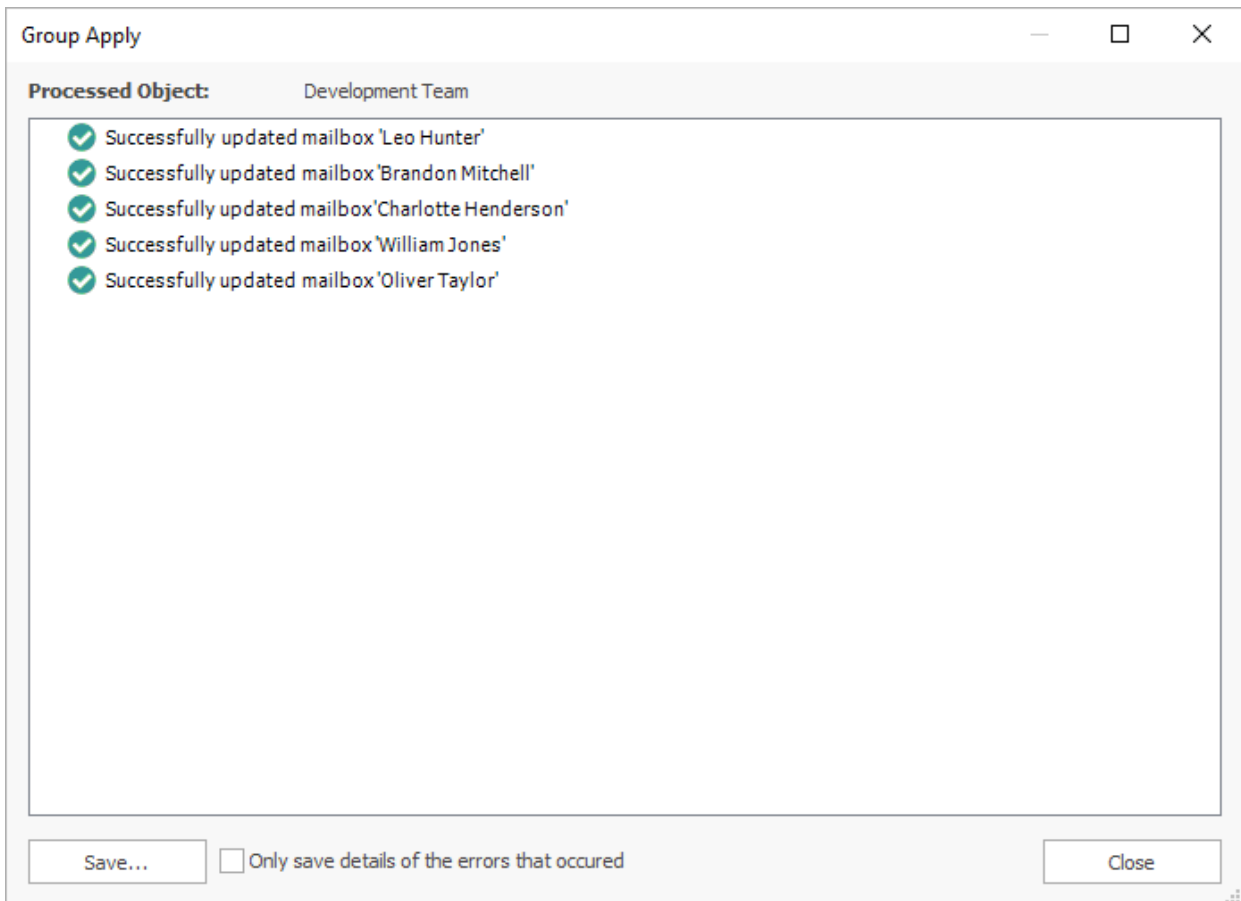 Group Apply
Processed Object: Development Team
Successfully updated mailbox 'Leo Hunter'
Successfully updated mailbox 'Brandon Mitchell'
Successfully updated mailbox 'Charlotte Henderson'
Successfully updated mailbox 'William Jones'
Successfully updated mailbox 'Oliver Taylor'
Save... Only save details of the errors that occured Close